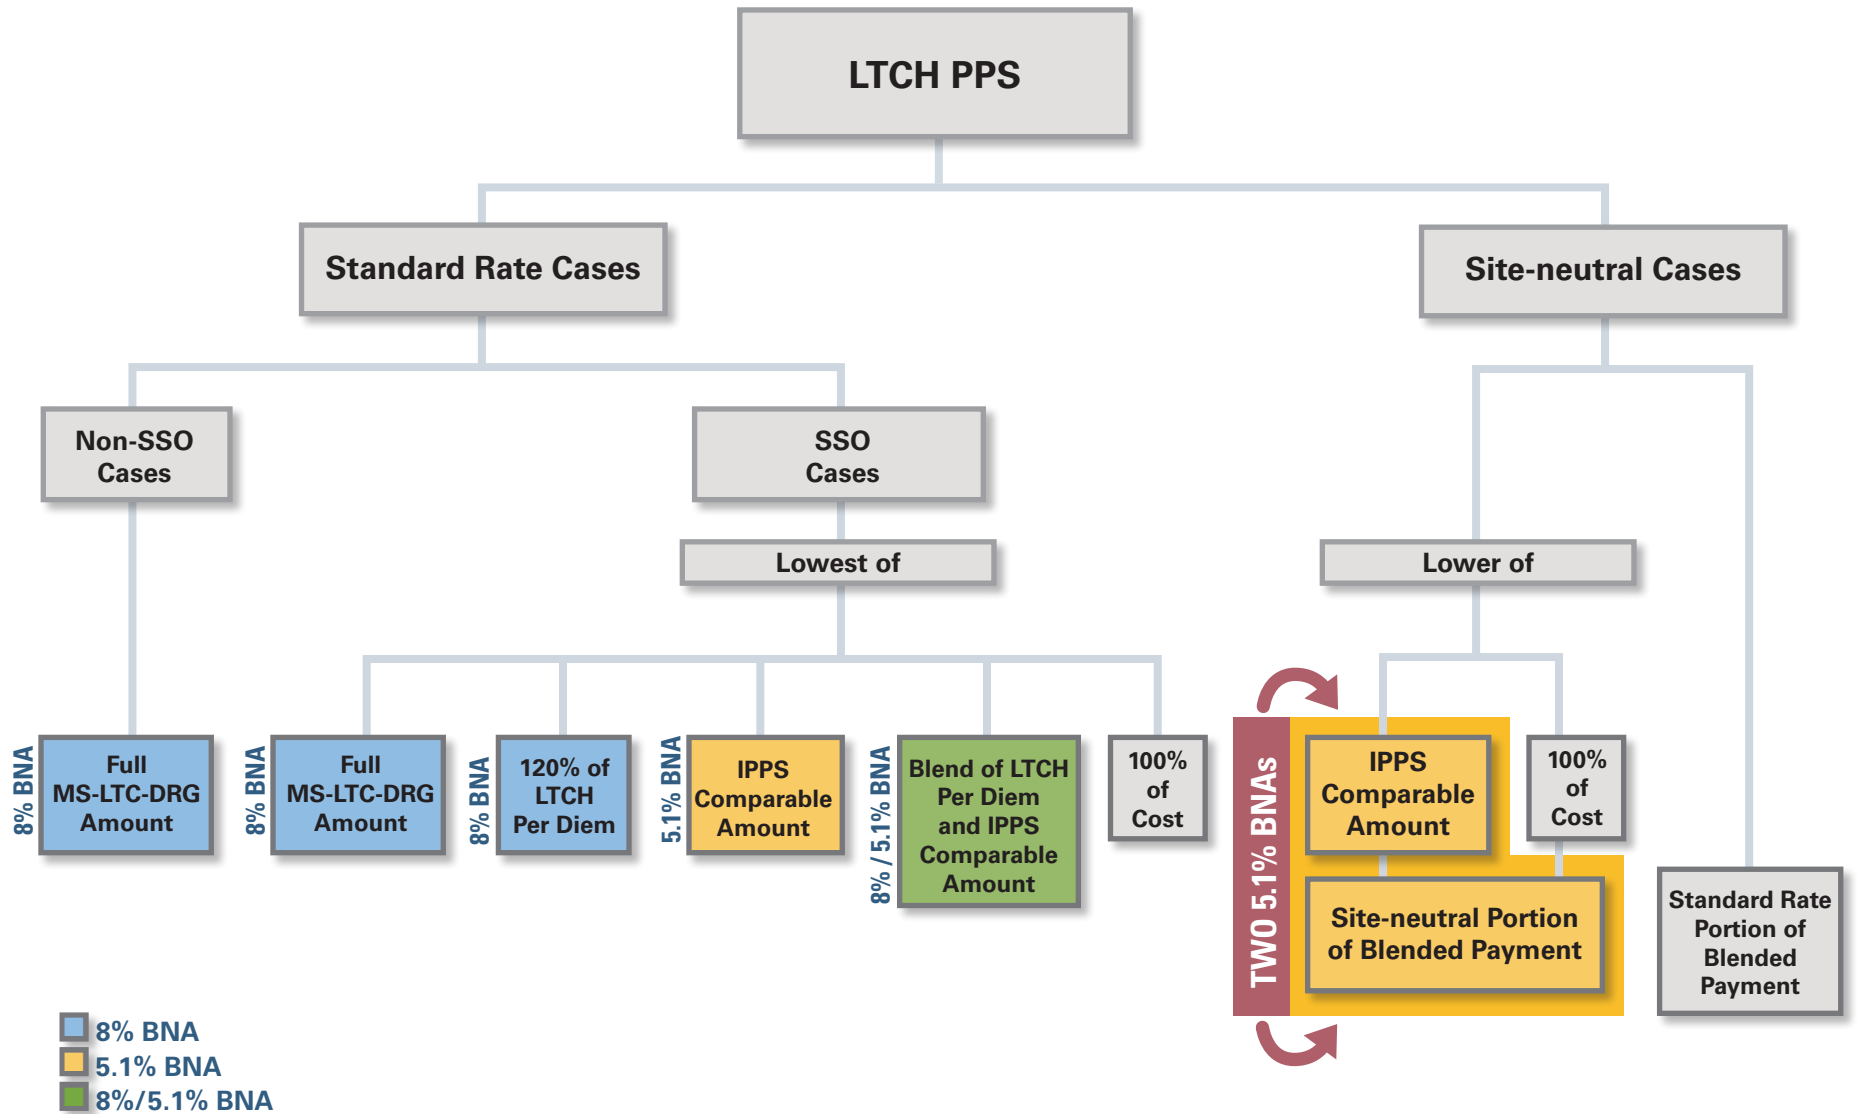 LTCH PPS
Standard Rate Cases
Site-neutral Cases
Non-SSO
Cases
SSO
Cases
Lowest of
Lower of
8% BNA
Full
MS-LTC-DRG
Amount
8% BNA
Full
MS-LTC-DRG
Amount
8% BNA
120% of
LTCH
Per Diem
5.1% BNA
IPPS
Comparable
Amount
8% / 5.1% BNA
Blend of LTCH
Per Diem
and IPPS
Comparable
Amount
100%
of
Cost
TWO 5.1% BNAs
IPPS
Comparable
Amount
100%
of
Cost
Site-neutral Portion
of Blended Payment
Standard Rate
Portion of
Blended
Payment
8% BNA
5.1% BNA
8%/5.1% BNA